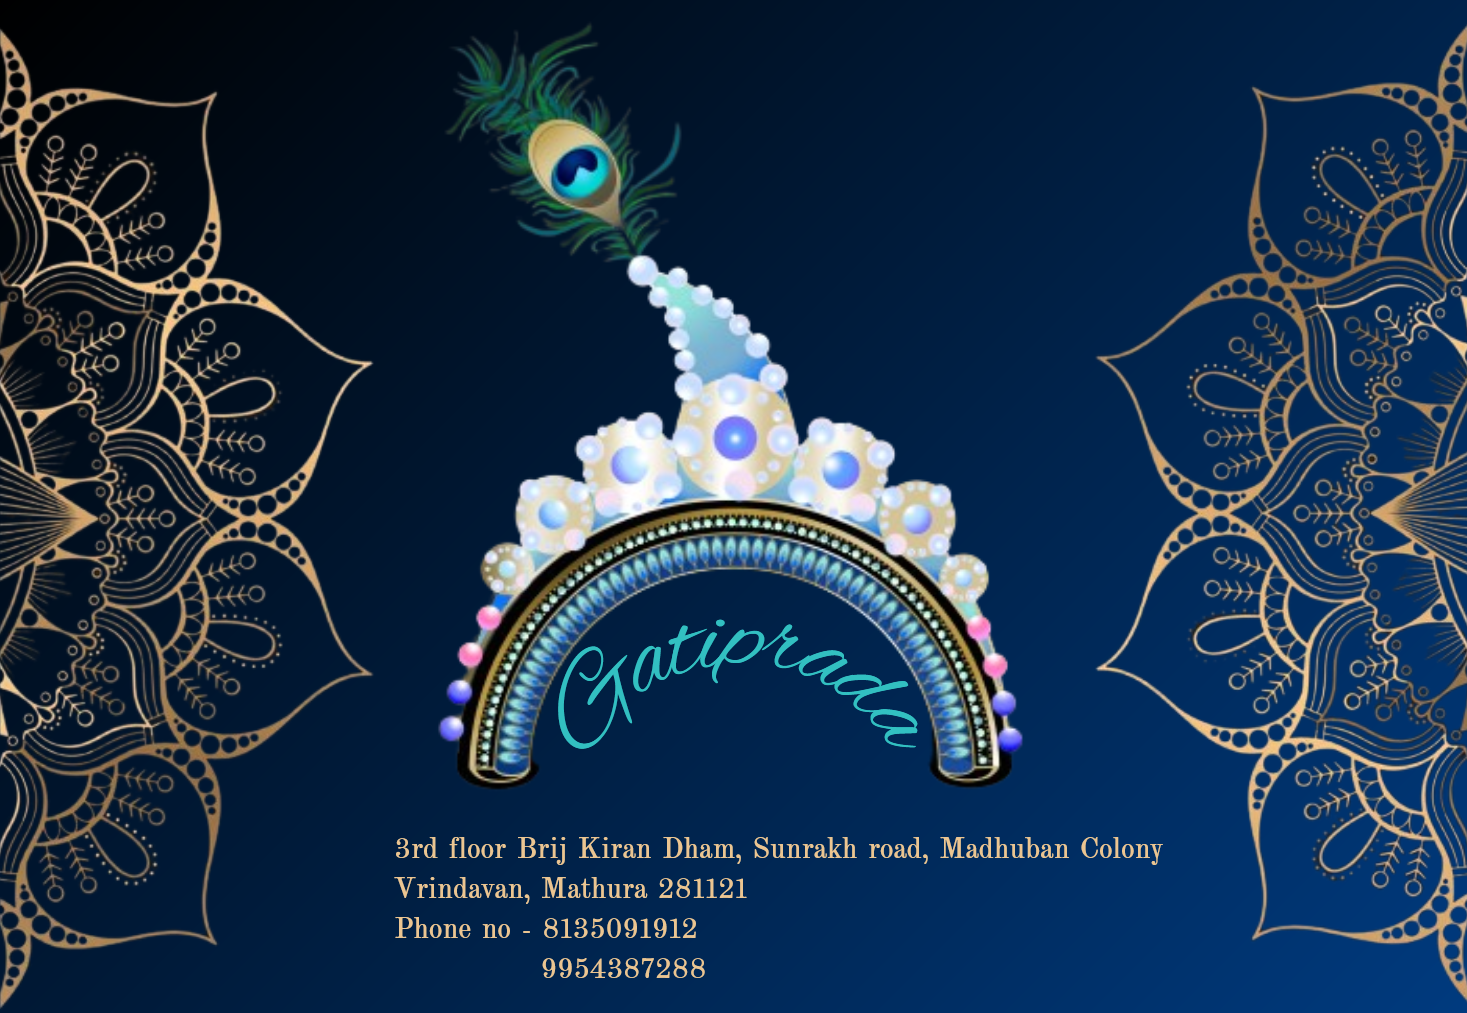 Gatiprada
3rd floor Brij Kiran Dham, Sunrakh road, Madhuban Colony
Vrindavan, Mathura 281121
Phone no - 8135091912
9954387288